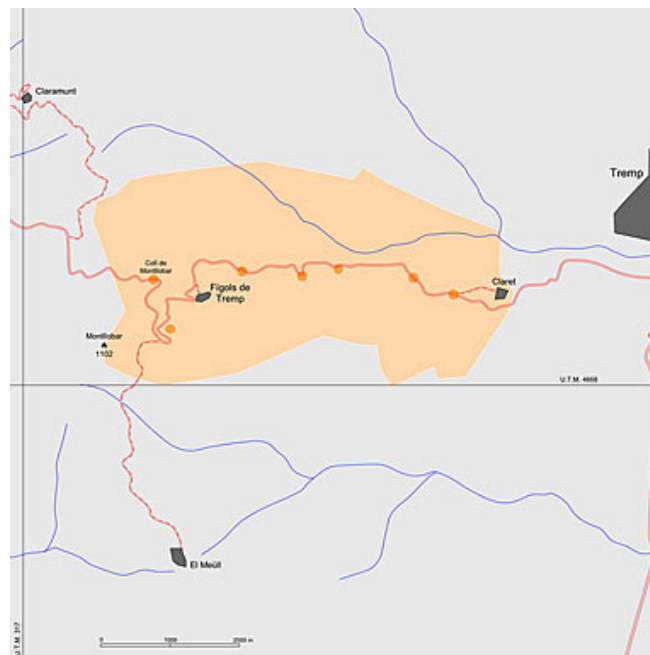 Claramunt
Tremp
Coll de
Montllobar
Fígols de
Tremp
Claret
Montllobar
1102
U.T.M. 4668
El Meüll
U.T.M. 317
0 1000 2000 m